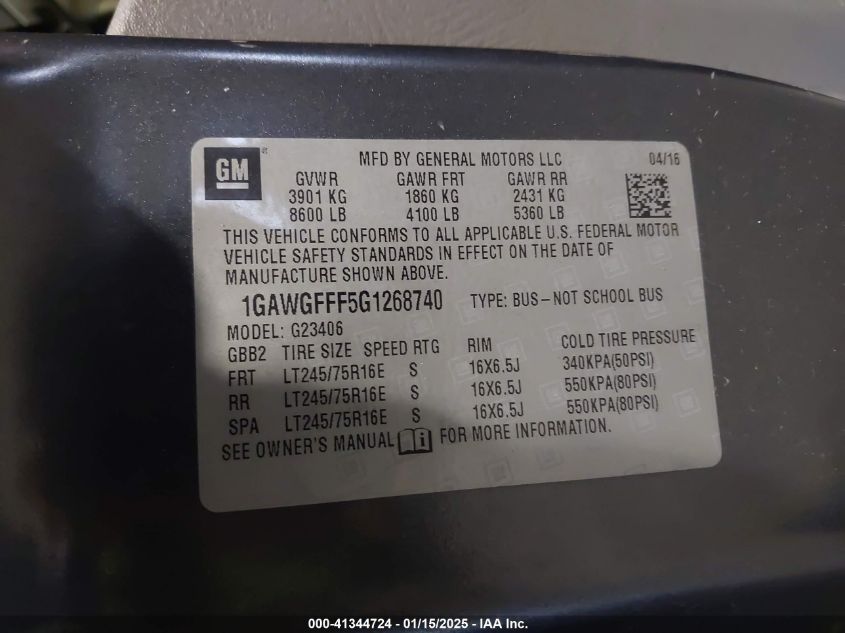 GM MFD BY GENERAL MOTORS LLC 04/16
GVWR GAWR FRT GAWR RR
3901 KG 1860 KG 2431 KG
8600 LB 4100 LB 5360 LB
THIS VEHICLE CONFORMS TO ALL APPLICABLE U.S. FEDERAL MOTOR
VEHICLE SAFETY STANDARDS IN EFFECT ON THE DATE OF
MANUFACTURE SHOWN ABOVE.
1GAWGFFF5G1268740 TYPE: BUS–NOT SCHOOL BUS
MODEL: G23406
GBB2 TIRE SIZE SPEED RTG RIM COLD TIRE PRESSURE
FRT LT245/75R16E S 16X6.5J 340KPA(50PSI)
RR LT245/75R16E S 16X6.5J 550KPA(80PSI)
SPA LT245/75R16E S 16X6.5J 550KPA(80PSI)
SEE OWNER'S MANUAL FOR MORE INFORMATION.
000-41344724 - 01/15/2025 - IAA Inc.